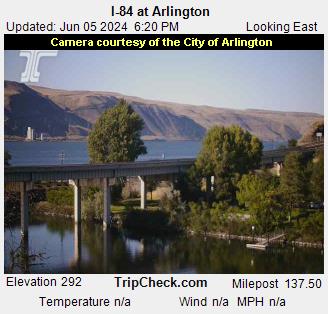 I-84 at Arlington
Updated: Jun 05 2024 6:20 PM Looking East
Camera courtesy of the City of Arlington
Elevation 292 TripCheck.com Milepost 137.50
Temperature n/a Wind n/a MPH n/a